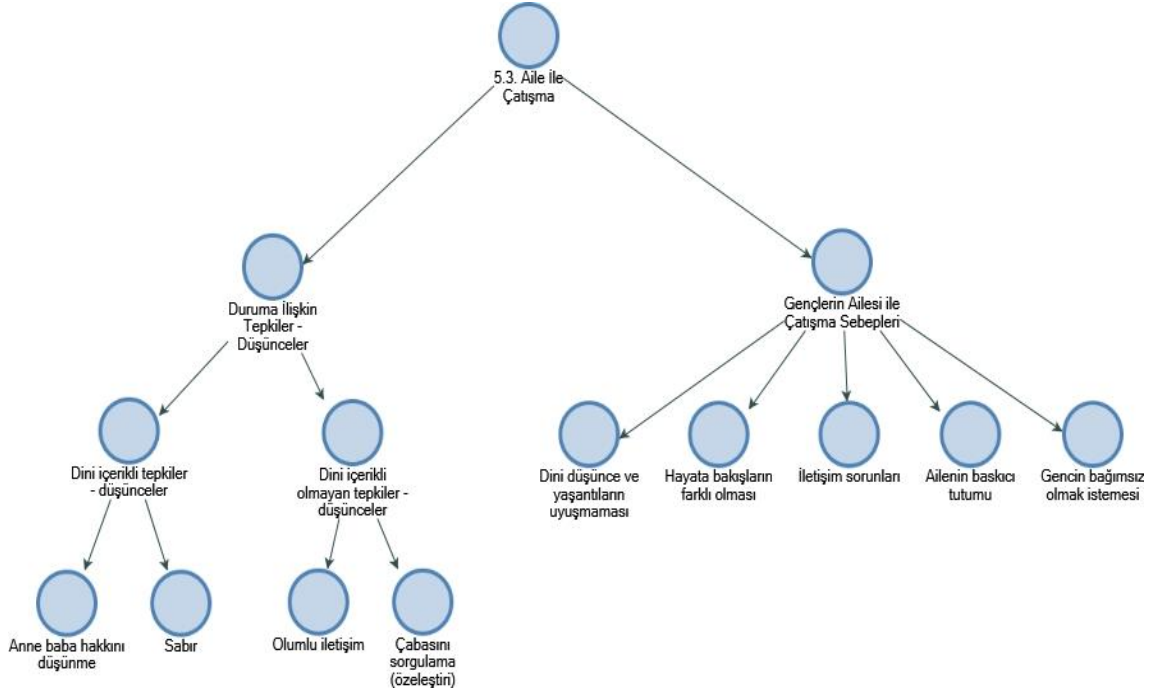 5.3. Aile İle
Çatışma
Duruma İlişkin
Tepkiler -
Düşünceler
Gençlerin Ailesi ile
Çatışma Sebepleri
Dini içerikli tepkiler
- düşünceler
Dini içerikli
olmayan tepkiler -
düşünceler
Dini düşünce ve
yaşantıların
uyuşmaması
Hayata bakışların
farklı olması
İletişim sorunları
Ailenin baskıcı
tutumu
Gencin bağımsız
olmak istemesi
Anne baba hakkını
düşünme
Sabır
Olumlu iletişim
Çabasını
sorgulama
(özeleştiri)